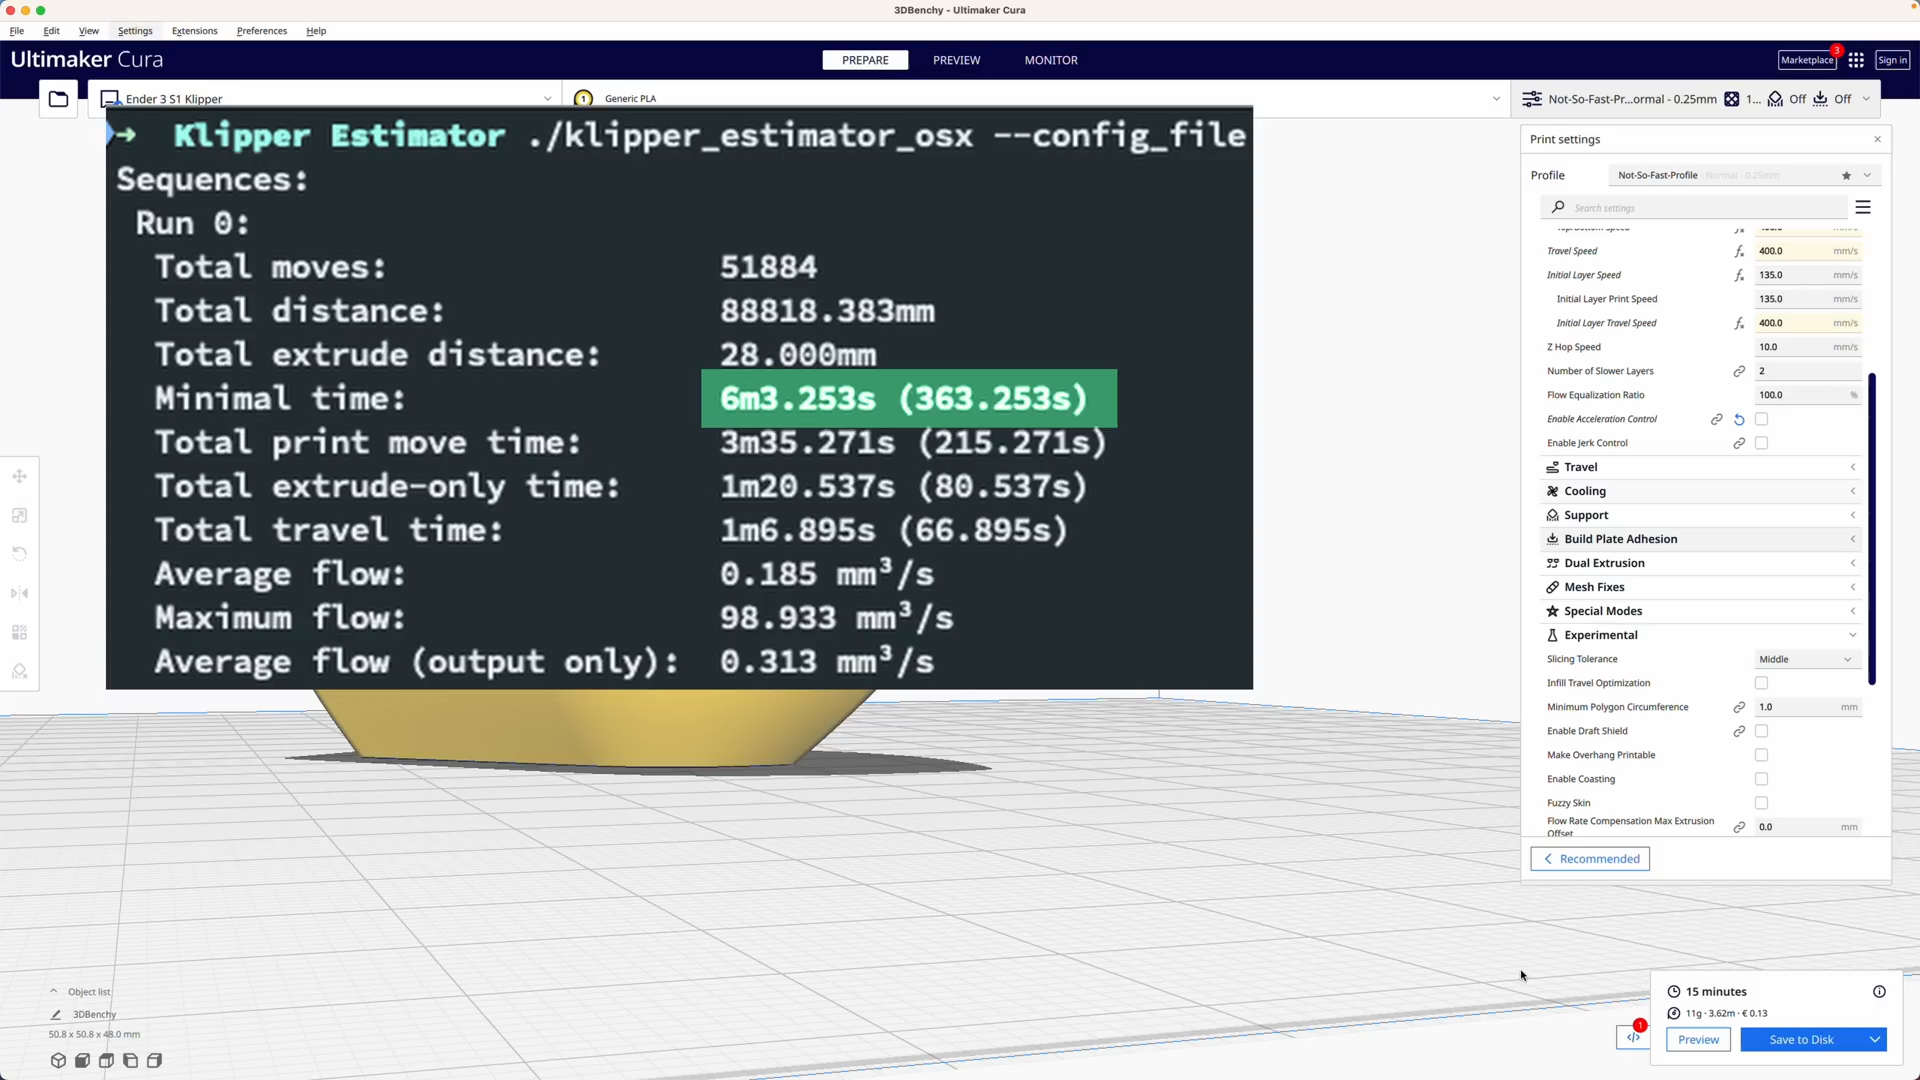 3DBenchy - Ultimaker Cura
File Edit View Settings Extensions Preferences Help
Ultimaker Cura
PREPARE PREVIEW MONITOR
Marketplace 3 Sign in
Ender 3 S1 Klipper
1 Generic PLA
Not-So-Fast-Pr...ormal - 0.25mm 1... Off Off
→ Klipper Estimator ./klipper_estimator_osx --config_file
Sequences:
Run 0:
Total moves: 51884
Total distance: 88818.383mm
Total extrude distance: 28.000mm
Minimal time: 6m3.253s (363.253s)
Total print move time: 3m35.271s (215.271s)
Total extrude-only time: 1m20.537s (80.537s)
Total travel time: 1m6.895s (66.895s)
Average flow: 0.185 mm³/s
Maximum flow: 98.933 mm³/s
Average flow (output only): 0.313 mm³/s
Print settings
Profile Not-So-Fast-Profile - Normal - 0.25mm
Search settings
Travel Speed 400.0 mm/s
Initial Layer Speed 135.0 mm/s
Initial Layer Print Speed 135.0 mm/s
Initial Layer Travel Speed 400.0 mm/s
Z Hop Speed 10.0 mm/s
Number of Slower Layers 2
Flow Equalization Ratio 100.0 %
Enable Acceleration Control
Enable Jerk Control
Travel
Cooling
Support
Build Plate Adhesion
Dual Extrusion
Mesh Fixes
Special Modes
Experimental
Slicing Tolerance Middle
Infill Travel Optimization
Minimum Polygon Circumference 1.0 mm
Enable Draft Shield
Make Overhang Printable
Enable Coasting
Fuzzy Skin
Flow Rate Compensation Max Extrusion
Offset 0.0 mm
Recommended
Object list
3DBenchy
50.8 x 50.8 x 48.0 mm
1
15 minutes
11g · 3.62m · € 0.13
Preview Save to Disk